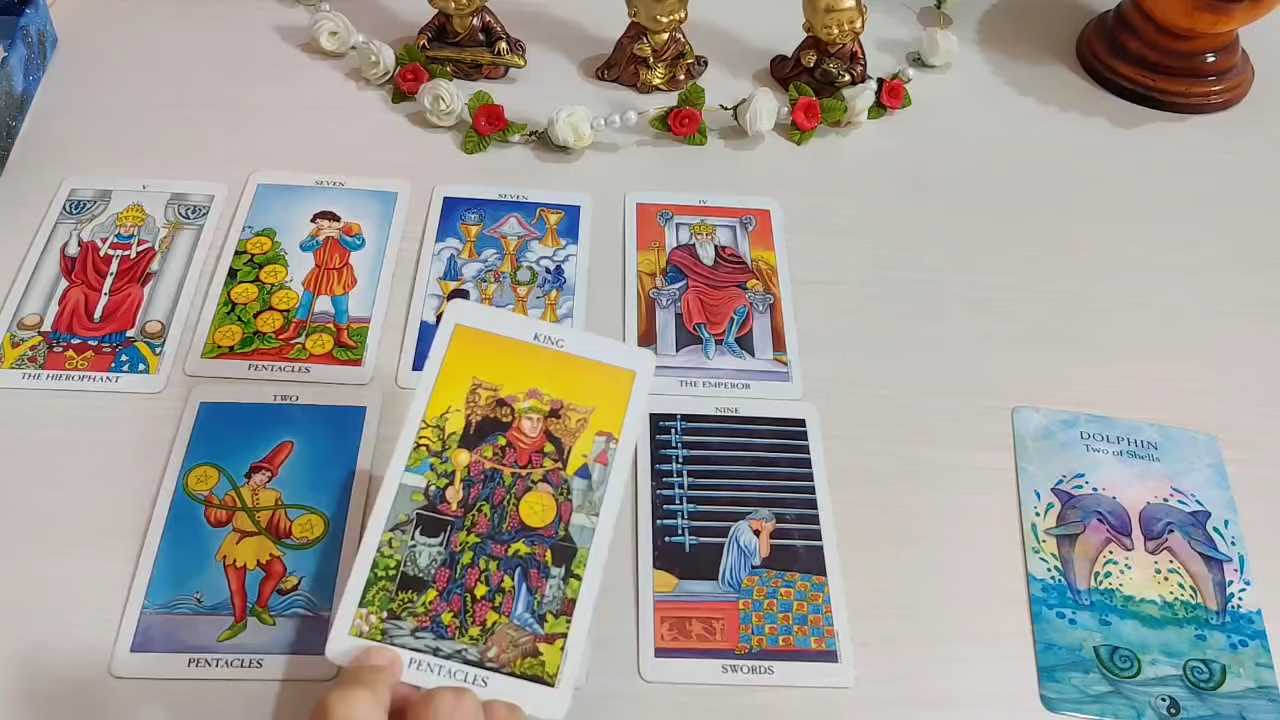 V
THE HIEROPHANT
SEVEN
PENTACLES
SEVEN
IV
THE EMPEROR
TWO
PENTACLES
KING
PENTACLES
NINE
SWORDS
DOLPHIN
Two of Shells